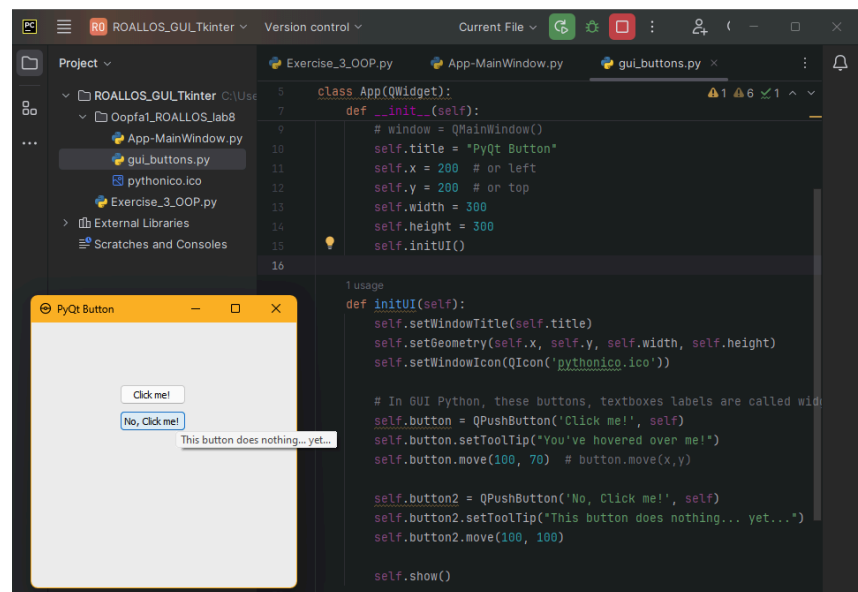 PC
RO ROALLOS_GUI_Tkinter Version control Current File
Project
Exercise_3_OOP.py App-MainWindow.py gui_buttons.py
ROALLOS_GUI_Tkinter C:\Use
Oopfa1_ROALLOS_lab8
App-MainWindow.py
gui_buttons.py
pythonico.ico
Exercise_3_OOP.py
External Libraries
Scratches and Consoles
1 6 1
5 class App(QWidget):
7 def __init__(self):
9 # window = QMainWindow()
10 self.title = "PyQt Button"
11 self.x = 200 # or left
12 self.y = 200 # or top
13 self.width = 300
14 self.height = 300
15 self.initUI()
16
1 usage
def initUI(self):
self.setWindowTitle(self.title)
self.setGeometry(self.x, self.y, self.width, self.height)
self.setWindowIcon(QIcon('pythonico.ico'))
# In GUI Python, these buttons, textboxes labels are called wid
self.button = QPushButton('Click me!', self)
self.button.setToolTip("You've hovered over me!")
self.button.move(100, 70) # button.move(x,y)
self.button2 = QPushButton('No, Click me!', self)
self.button2.setToolTip("This button does nothing... yet...")
self.button2.move(100, 100)
self.show()
PyQt Button
Click me!
No, Click me!
This button does nothing... yet...